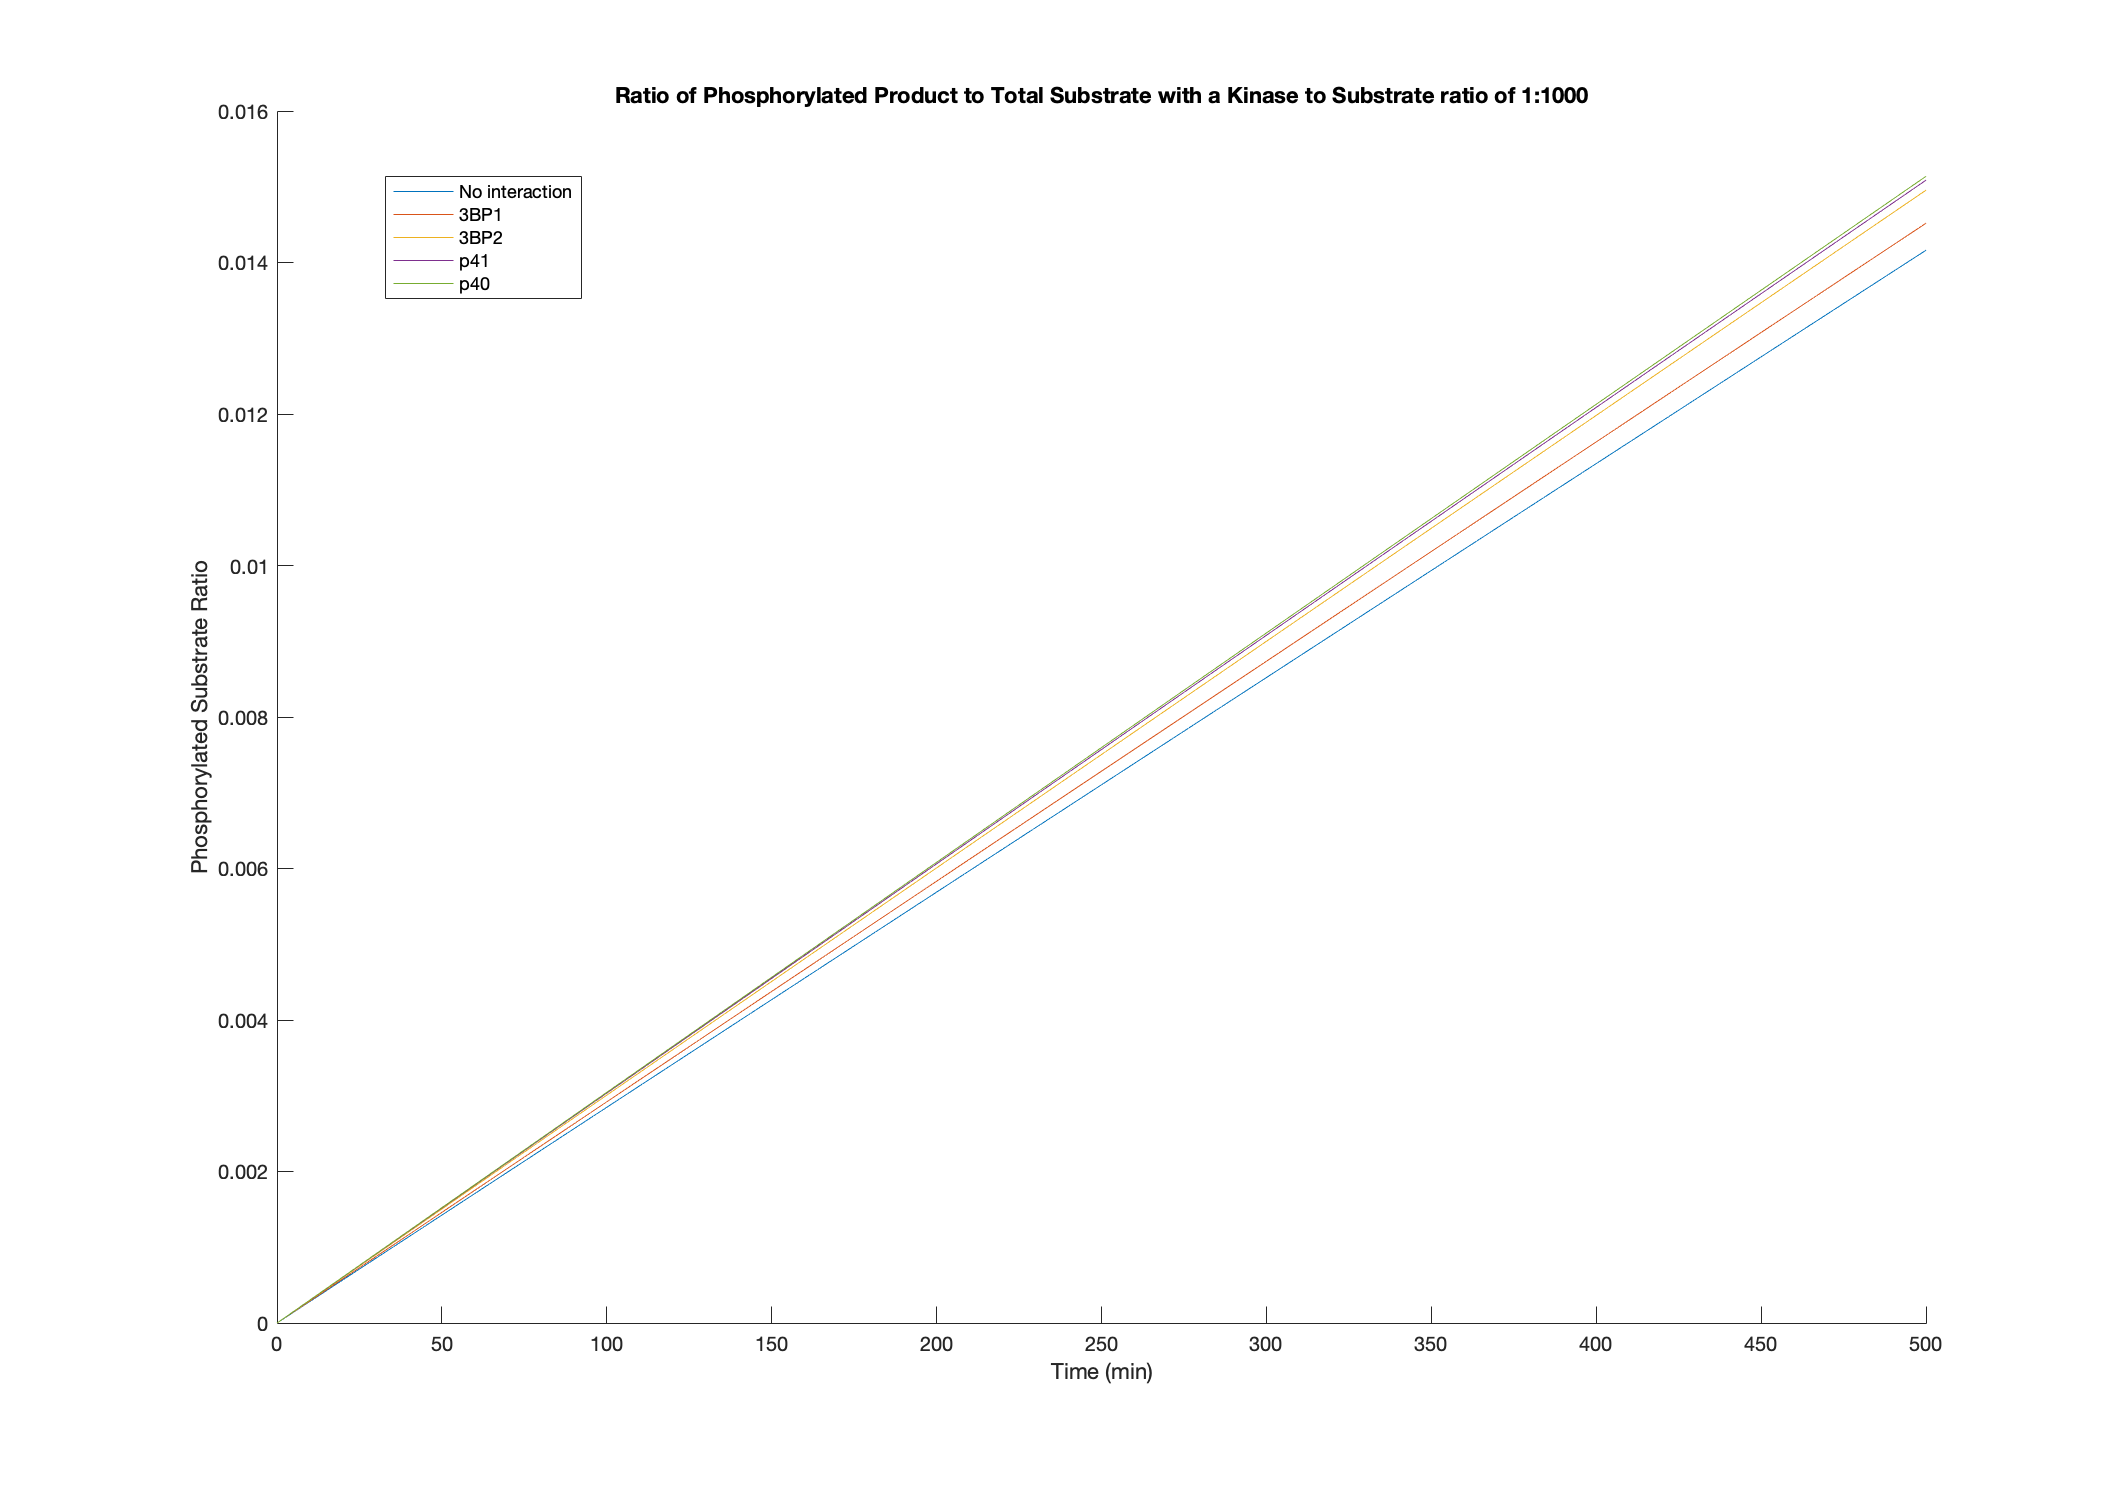 Ratio of Phosphorylated Product to Total Substrate with a Kinase to Substrate ratio of 1:1000
0.016
No interaction
3BP1
3BP2
p41
p40
0.014
0.012
0.01
0.008
0.006
0.004
0.002
0
Phosphorylated Substrate Ratio
0 50 100 150 200 250 300 350 400 450 500
Time (min)